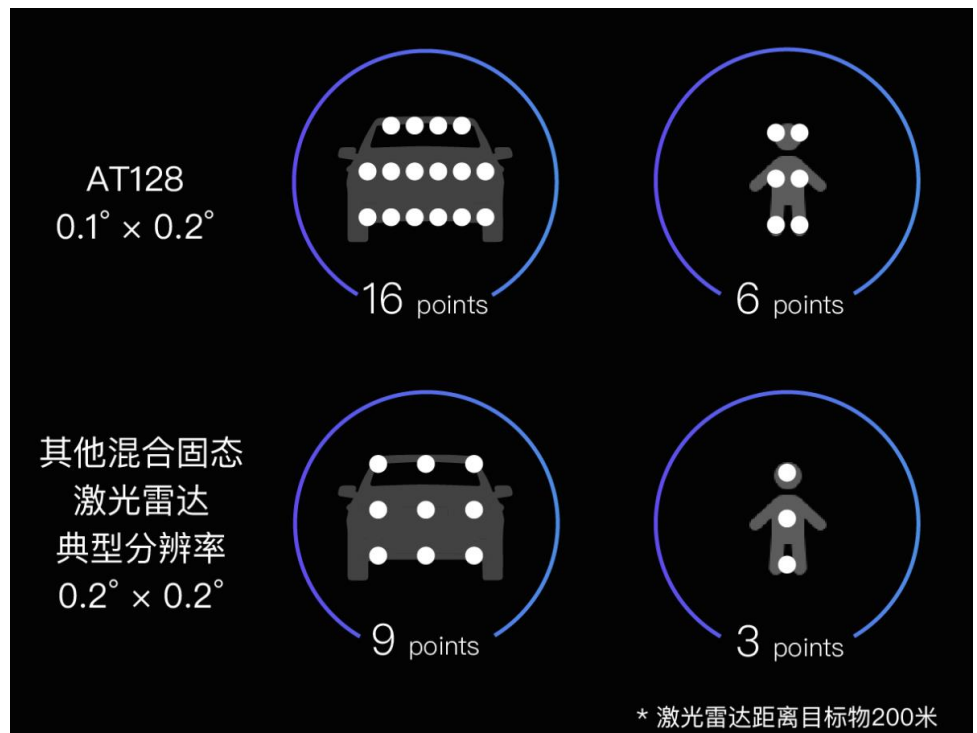 AT128
0.1° × 0.2°
16 points
6 points
其他混合固态
激光雷达
典型分辨率
0.2° × 0.2°
9 points
3 points
* 激光雷达距离目标物200米